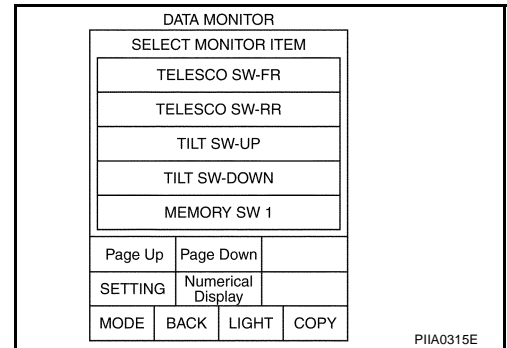 DATA MONITOR
SELECT MONITOR ITEM
TELESCO SW-FR
TELESCO SW-RR
TILT SW-UP
TILT SW-DOWN
MEMORY SW 1
Page Up Page Down
SETTING Numerical Display
MODE BACK LIGHT COPY
PIIA0315E